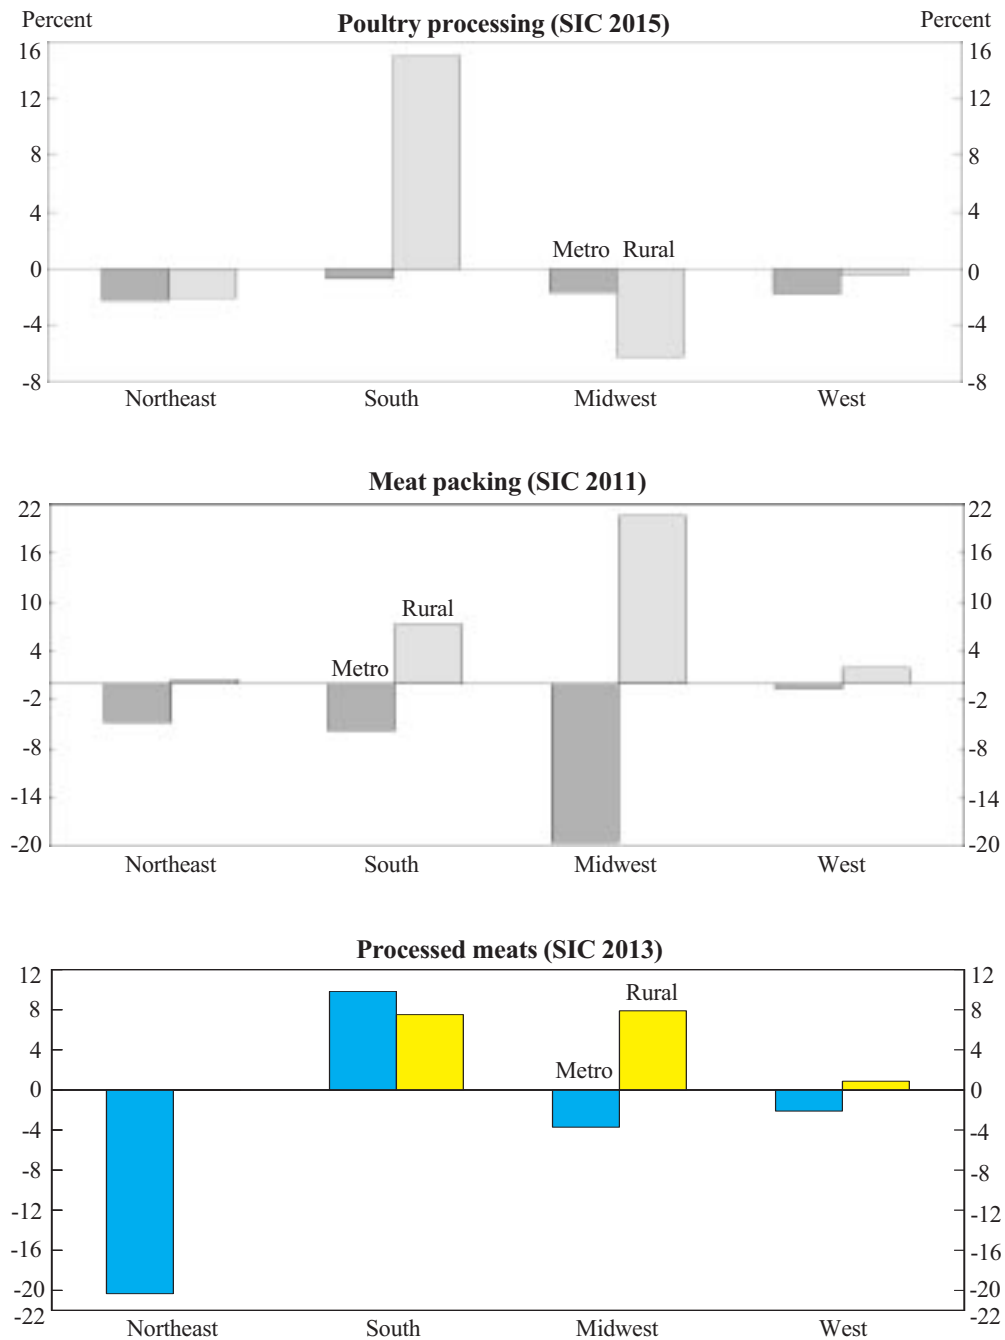 Percent Poultry processing (SIC 2015) Percent
16 16
12 12
8 8
4 4
Metro Rural
0 0
-4 -4
-8 -8
Northeast South Midwest West
Meat packing (SIC 2011)
22 22
16 16
10 10
Rural
4 4
Metro
-2 -2
-8 -8
-14 -14
-20 -20
Northeast South Midwest West
Processed meats (SIC 2013)
12 12
Rural
8 8
4 4
Metro
0 0
-4 -4
-8 -8
-12 -12
-16 -16
-20 -20
-22 -22
Northeast South Midwest West